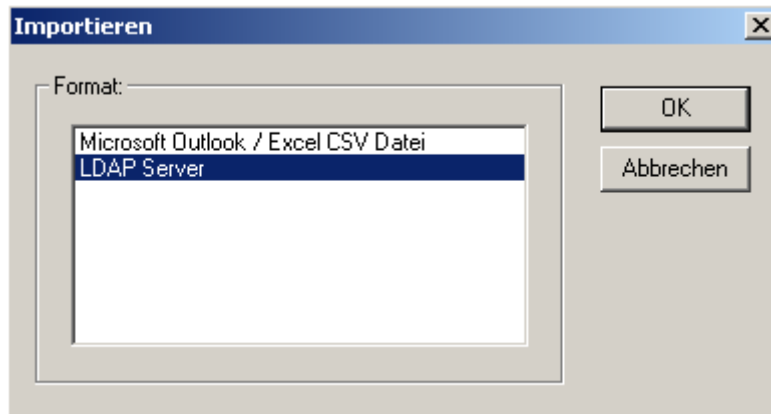 Importieren
Format:
Microsoft Outlook / Excel CSV Datei
LDAP Server
OK
Abbrechen